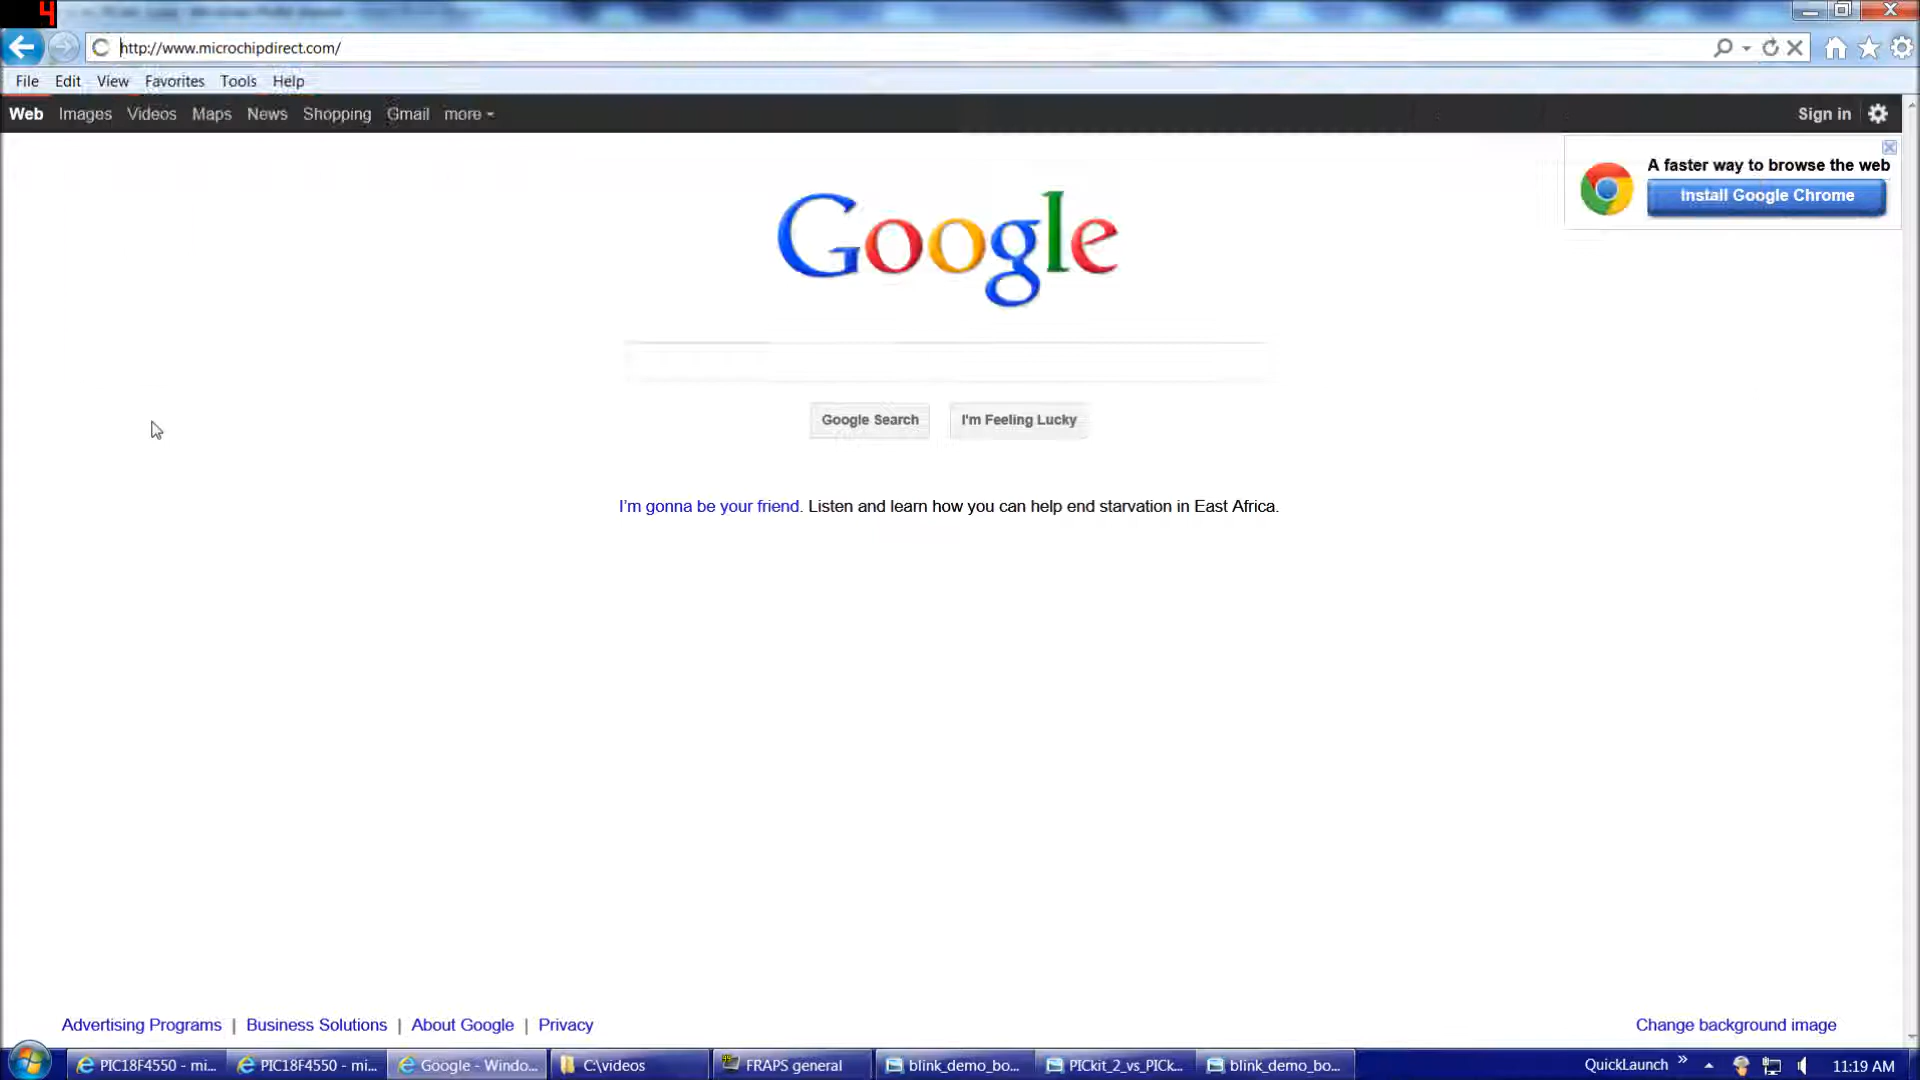 4
http://www.microchipdirect.com/
File Edit View Favorites Tools Help
Web Images Videos Maps News Shopping Gmail more
Sign in
A faster way to browse the web
Install Google Chrome
Google
Google Search I'm Feeling Lucky
I'm gonna be your friend. Listen and learn how you can help end starvation in East Africa.
Advertising Programs | Business Solutions | About Google | Privacy
Change background image
PIC18F4550 - mi... PIC18F4550 - mi... Google - Windo... C:\videos FRAPS general blink_demo_bo... PICkit_2_vs_PICk... blink_demo_bo... QuickLaunch » 11:19 AM